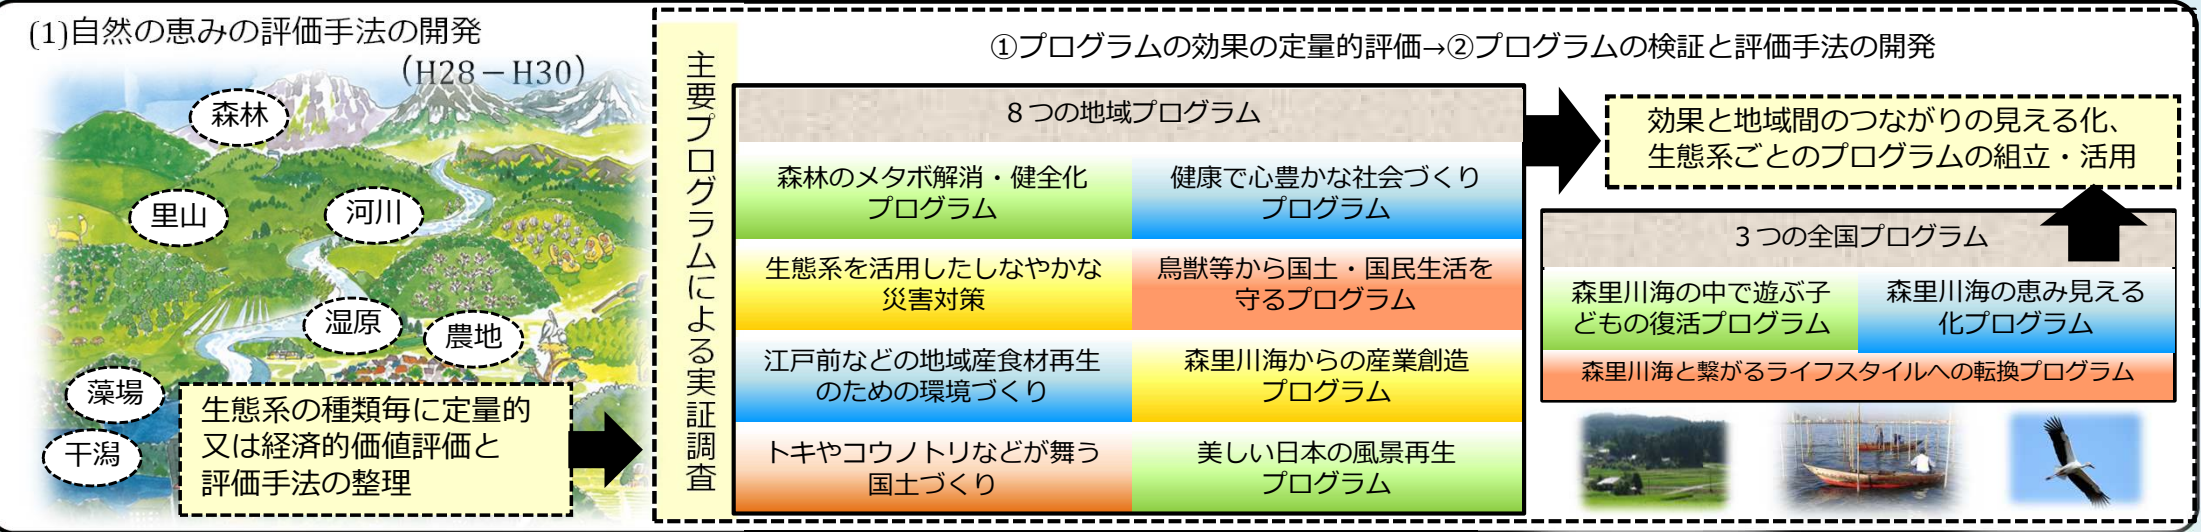 (1)自然の恵みの評価手法の開発
（H28－H30）
森林
里山
河川
湿原
農地
藻場
干潟
生態系の種類毎に定量的
又は経済的価値評価と
評価手法の整理
主要プログラムによる実証調査
①プログラムの効果の定量的評価→②プログラムの検証と評価手法の開発
８つの地域プログラム
森林のメタボ解消・健全化
プログラム
健康で心豊かな社会づくり
プログラム
生態系を活用したしなやかな
災害対策
鳥獣等から国土・国民生活を
守るプログラム
江戸前などの地域産食材再生
のための環境づくり
森里川海からの産業創造
プログラム
トキやコウノトリなどが舞う
国土づくり
美しい日本の風景再生
プログラム
効果と地域間のつながりの見える化、
生態系ごとのプログラムの組立・活用
３つの全国プログラム
森里川海の中で遊ぶ子
どもの復活プログラム
森里川海の恵み見える
化プログラム
森里川海と繋がるライフスタイルへの転換プログラム